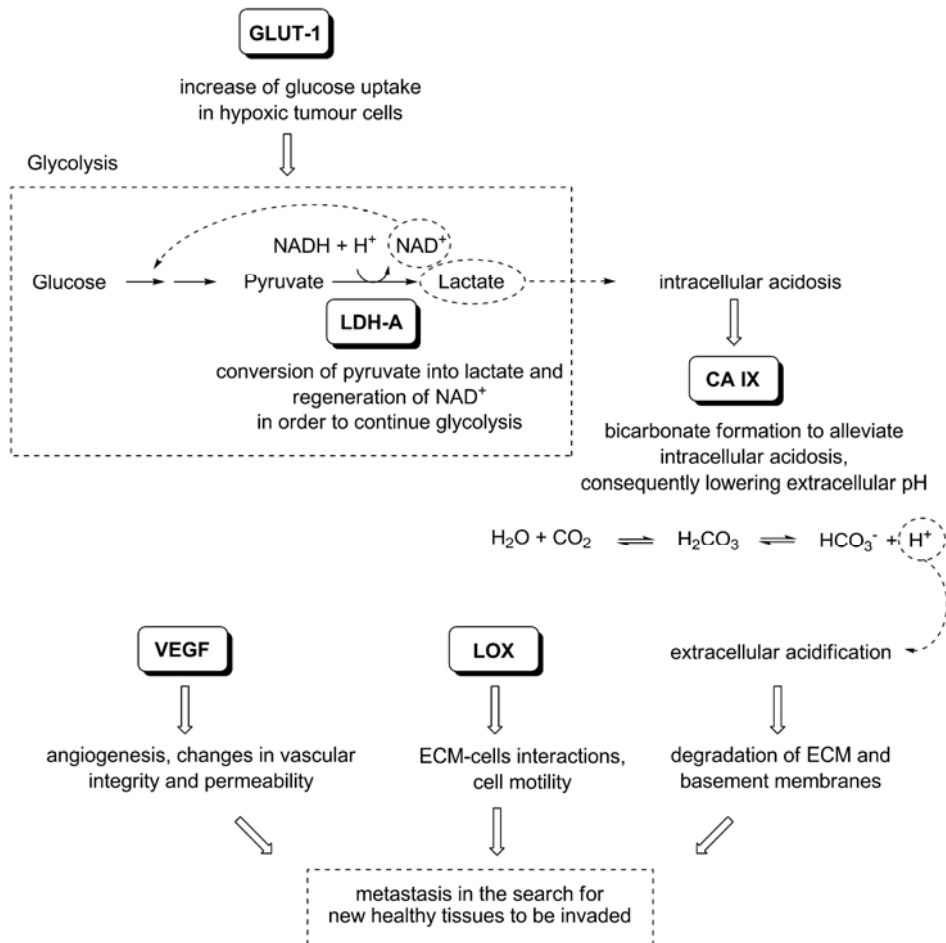 GLUT-1
increase of glucose uptake
in hypoxic tumour cells
Glycolysis
NADH + H⁺ NAD⁺
Glucose Pyruvate Lactate intracellular acidosis
LDH-A
conversion of pyruvate into lactate and
regeneration of NAD⁺
in order to continue glycolysis
CA IX
bicarbonate formation to alleviate
intracellular acidosis,
consequently lowering extracellular pH
H₂O + CO₂ ⇌ H₂CO₃ ⇌ HCO₃⁻ + H⁺
VEGF
LOX
extracellular acidification
angiogenesis, changes in vascular
integrity and permeability
ECM-cells interactions,
cell motility
degradation of ECM and
basement membranes
metastasis in the search for
new healthy tissues to be invaded